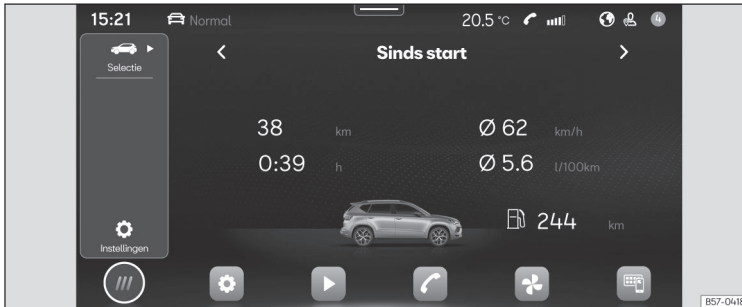 15:21 Normal 20.5 °C 4
Selectie
Sinds start
38 km Ø 62 km/h
0:39 h Ø 5.6 l/100km
244 km
Instellingen
B57-0418